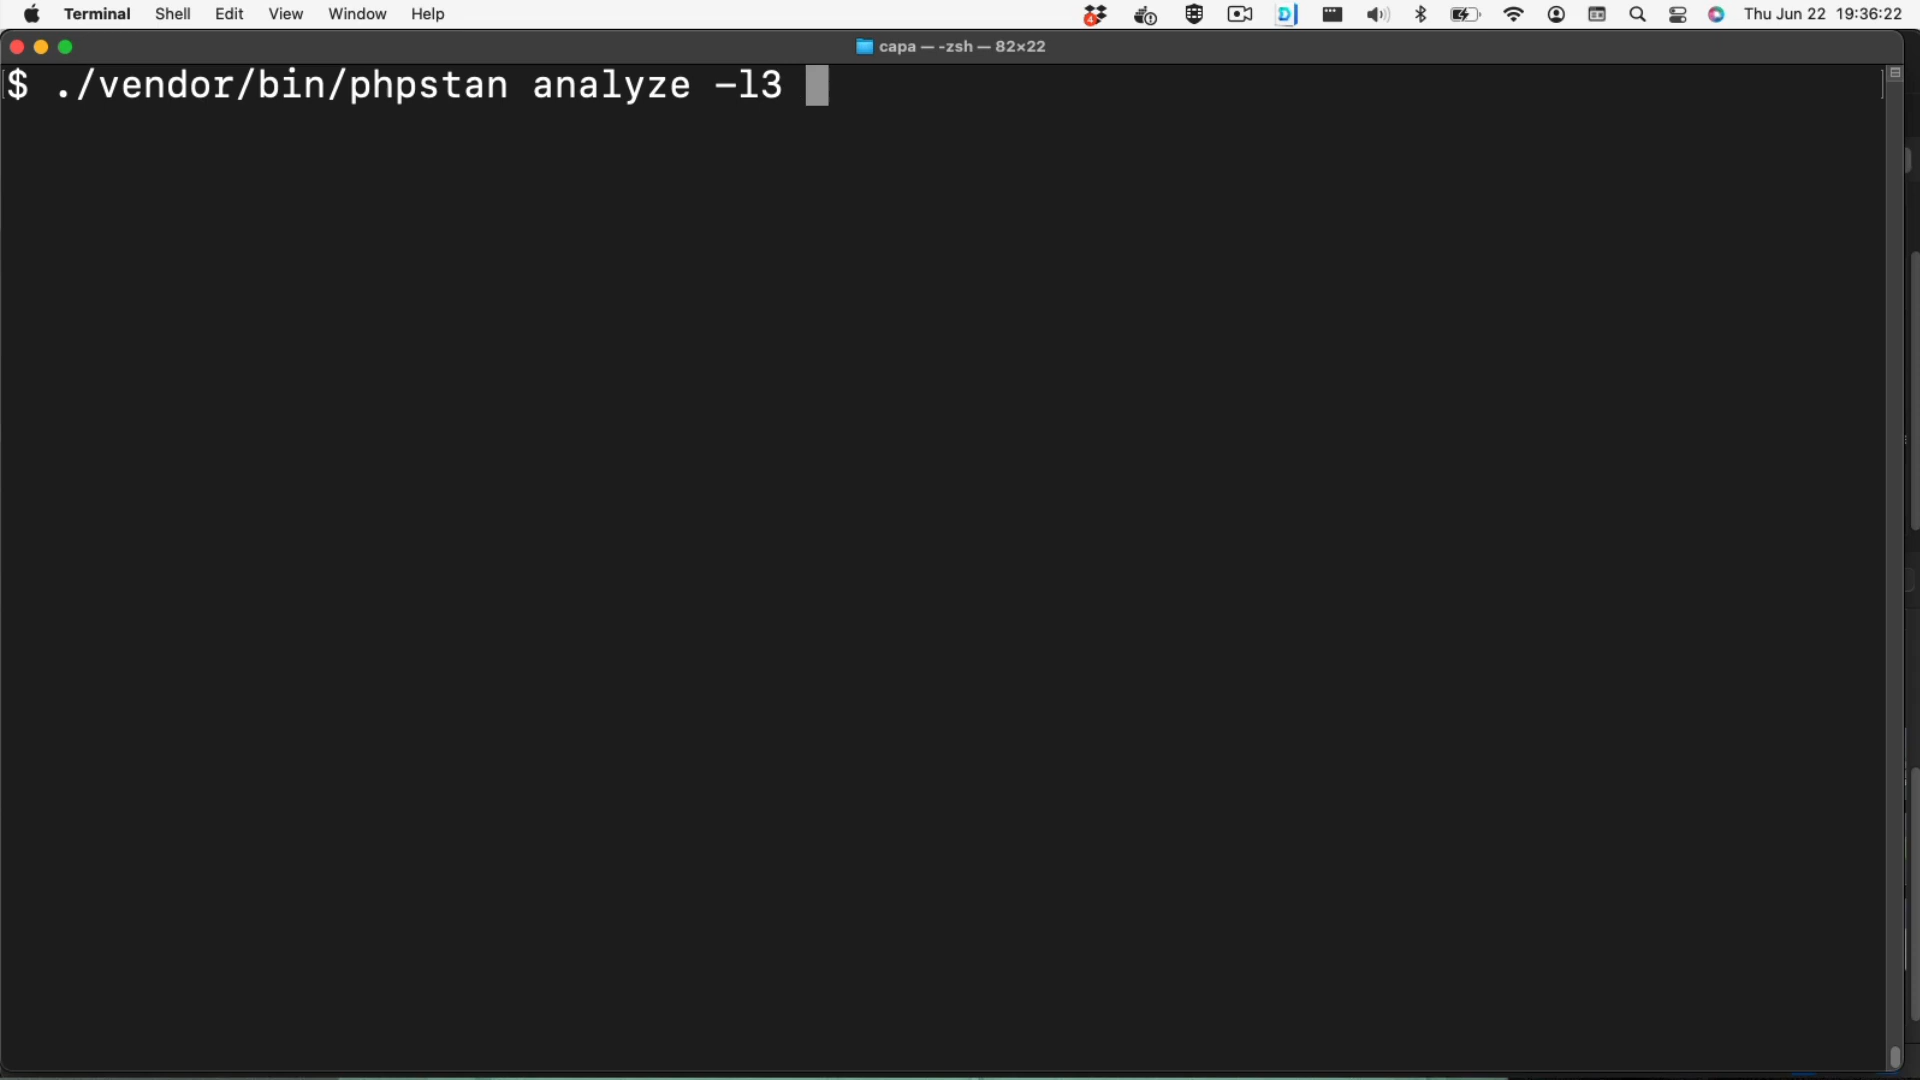 Terminal Shell Edit View Window Help 4 D Thu Jun 22 19:36:22
capa — -zsh — 82×22
$ ./vendor/bin/phpstan analyze -l3